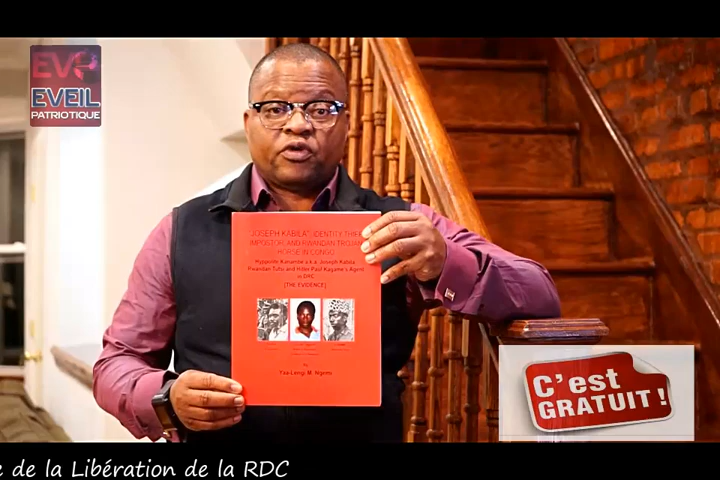 EVP
EVEIL
PATRIOTIQUE
"JOSEPH KABILA": IDENTITY THIEF,
IMPOSTOR, AND RWANDAN TROJAN
HORSE IN CONGO
Hyppolite Kanambe a.k.a. Joseph Kabila
Rwandan Tutsi and Hitler Paul Kagame's Agent
in DRC
[THE EVIDENCE]
By
Yaa-Lengi M. Ngemi
C'est
GRATUIT !
e de la Libération de la RDC